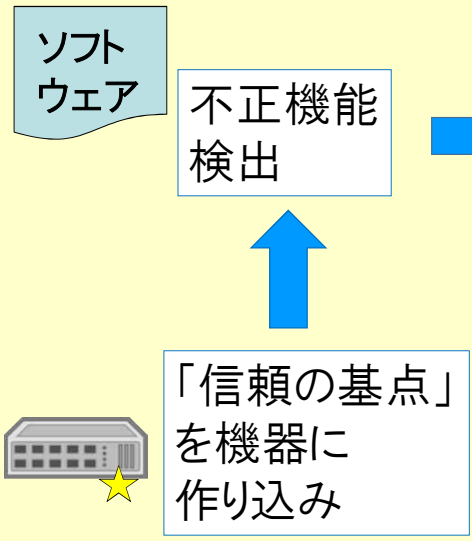 ソフト
ウェア
不正機能
検出
「信頼の基点」
を機器に
作り込み